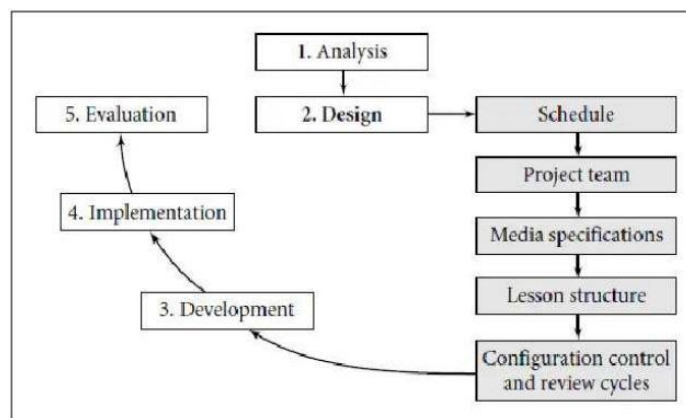 1. Analysis
2. Design
Schedule
5. Evaluation
Project team
4. Implementation
Media specifications
Lesson structure
3. Development
Configuration control
and review cycles